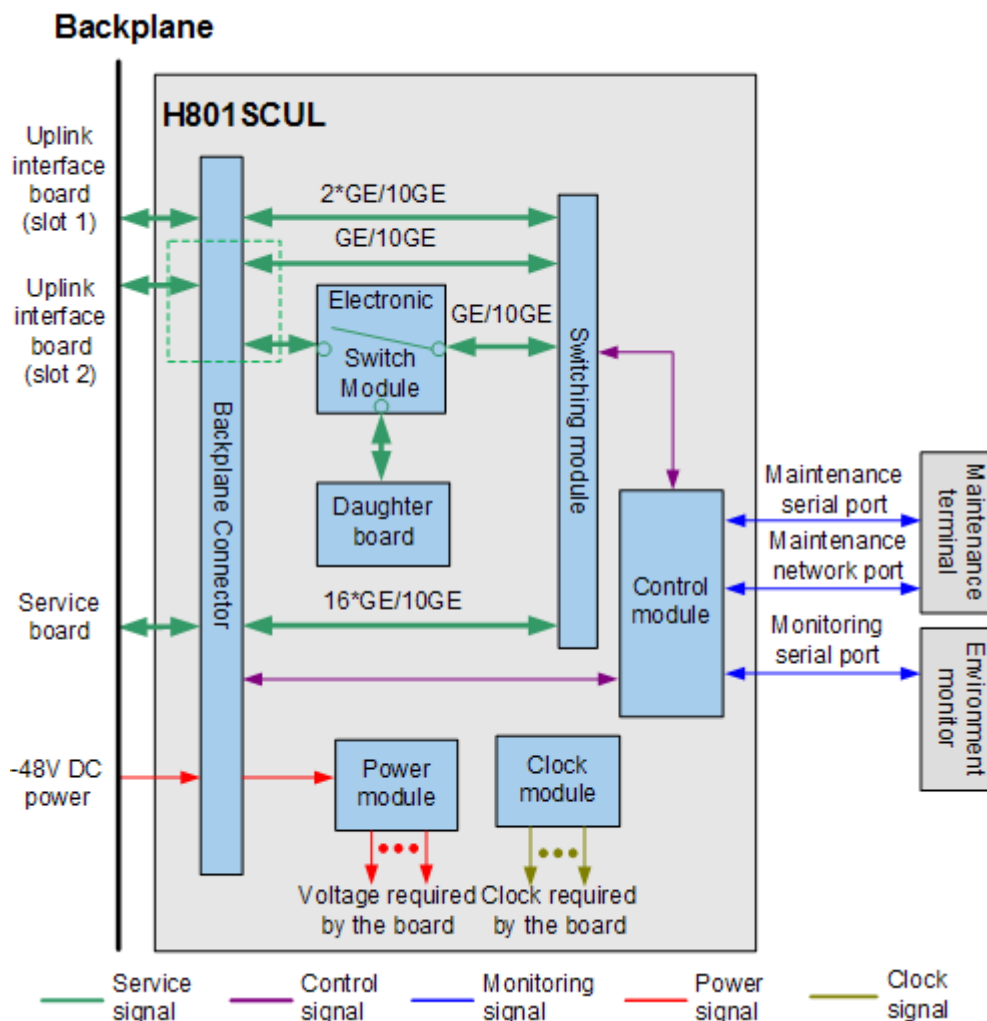 Backplane
H801SCUL
Uplink
interface
board
(slot 1)
2*GE/10GE
GE/10GE
Uplink
interface
board
(slot 2)
Electronic
Switch
Module
GE/10GE
Switching module
Backplane Connector
Daughter
board
Maintenance
serial port
Maintenance
network port
Maintenance
terminal
Control
module
Service
board
16*GE/10GE
Monitoring
serial port
Environment
monitor
-48V DC
power
Power
module
Clock
module
Voltage required
by the board
Clock required
by the board
Service
signal
Control
signal
Monitoring
signal
Power
signal
Clock
signal